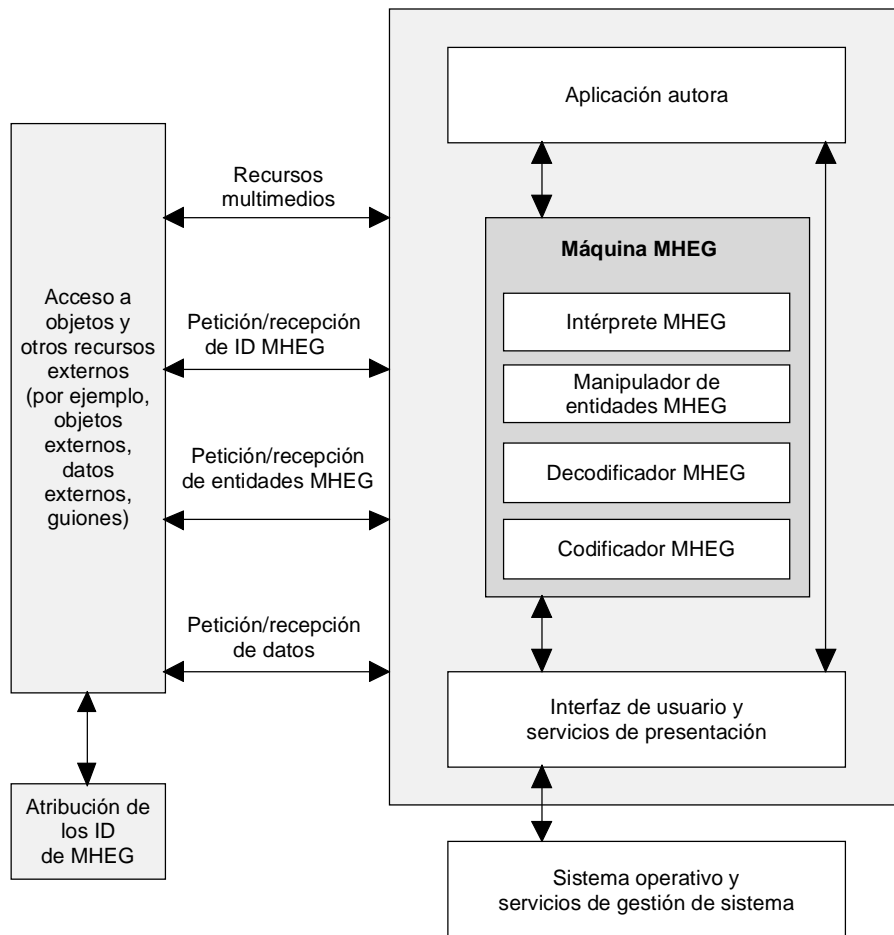 Aplicación autora
Recursos
multimedios
Máquina MHEG
Acceso a
objetos y
otros recursos
externos
(por ejemplo,
objetos
externos,
datos
externos,
guiones)
Petición/recepción
de ID MHEG
Intérprete MHEG
Manipulador de
entidades MHEG
Petición/recepción
de entidades MHEG
Decodificador MHEG
Codificador MHEG
Petición/recepción
de datos
Interfaz de usuario y
servicios de presentación
Atribución de
los ID
de MHEG
Sistema operativo y
servicios de gestión de sistema